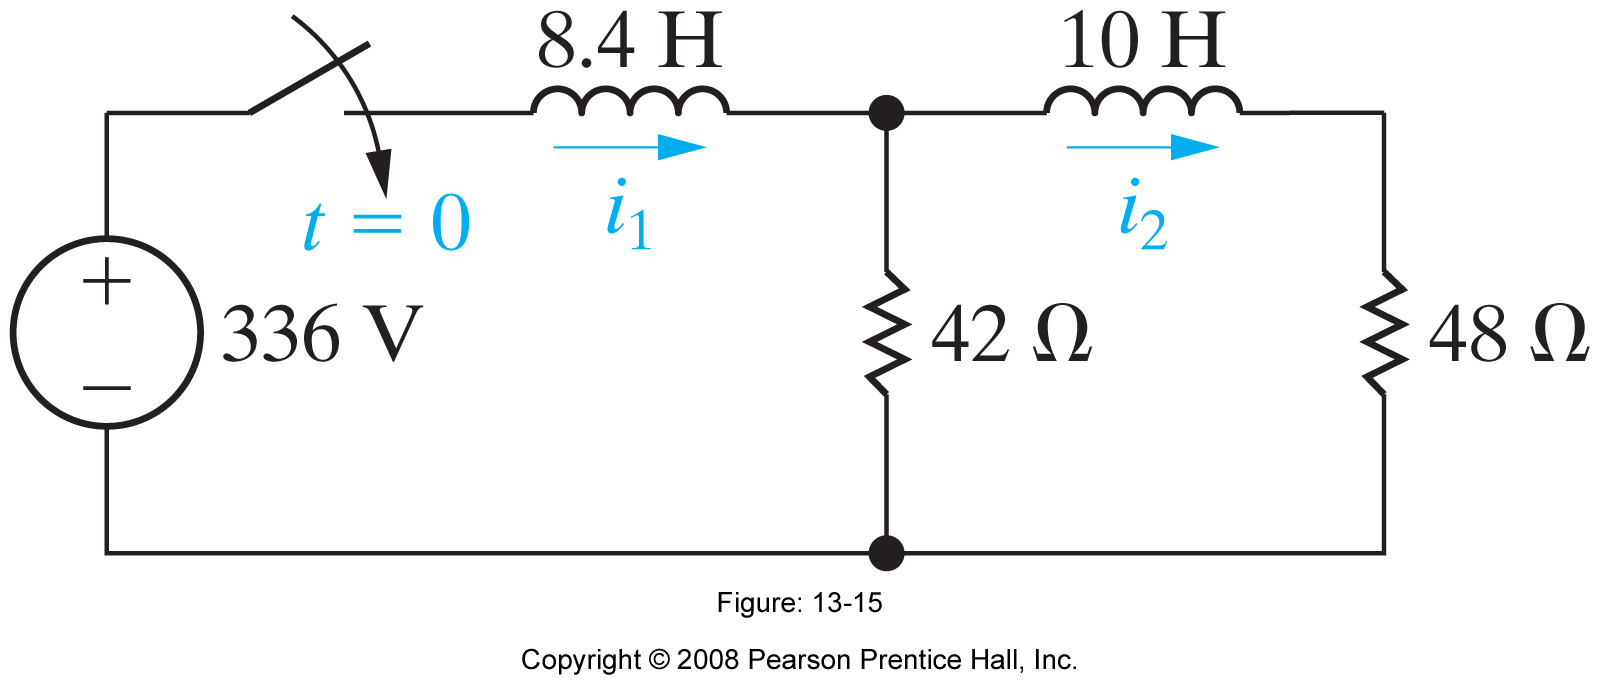 8.4 H
10 H
i1
i2
t = 0
+
−
336 V
42 Ω
48 Ω
Figure: 13-15
Copyright © 2008 Pearson Prentice Hall, Inc.